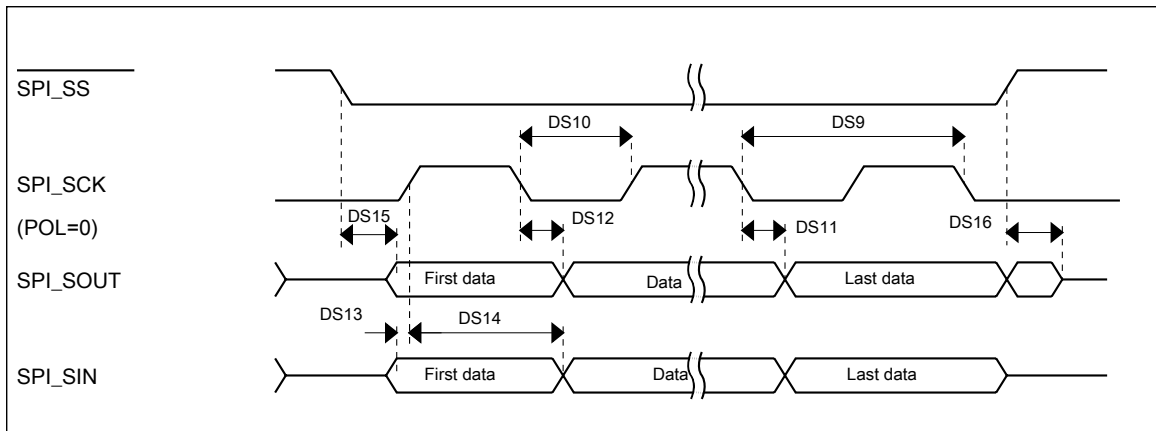 SPI_SS
DS10
DS9
SPI_SCK
(POL=0)
DS15
DS12
DS11
DS16
SPI_SOUT
First data
Data
Last data
DS13
DS14
SPI_SIN
First data
Data
Last data